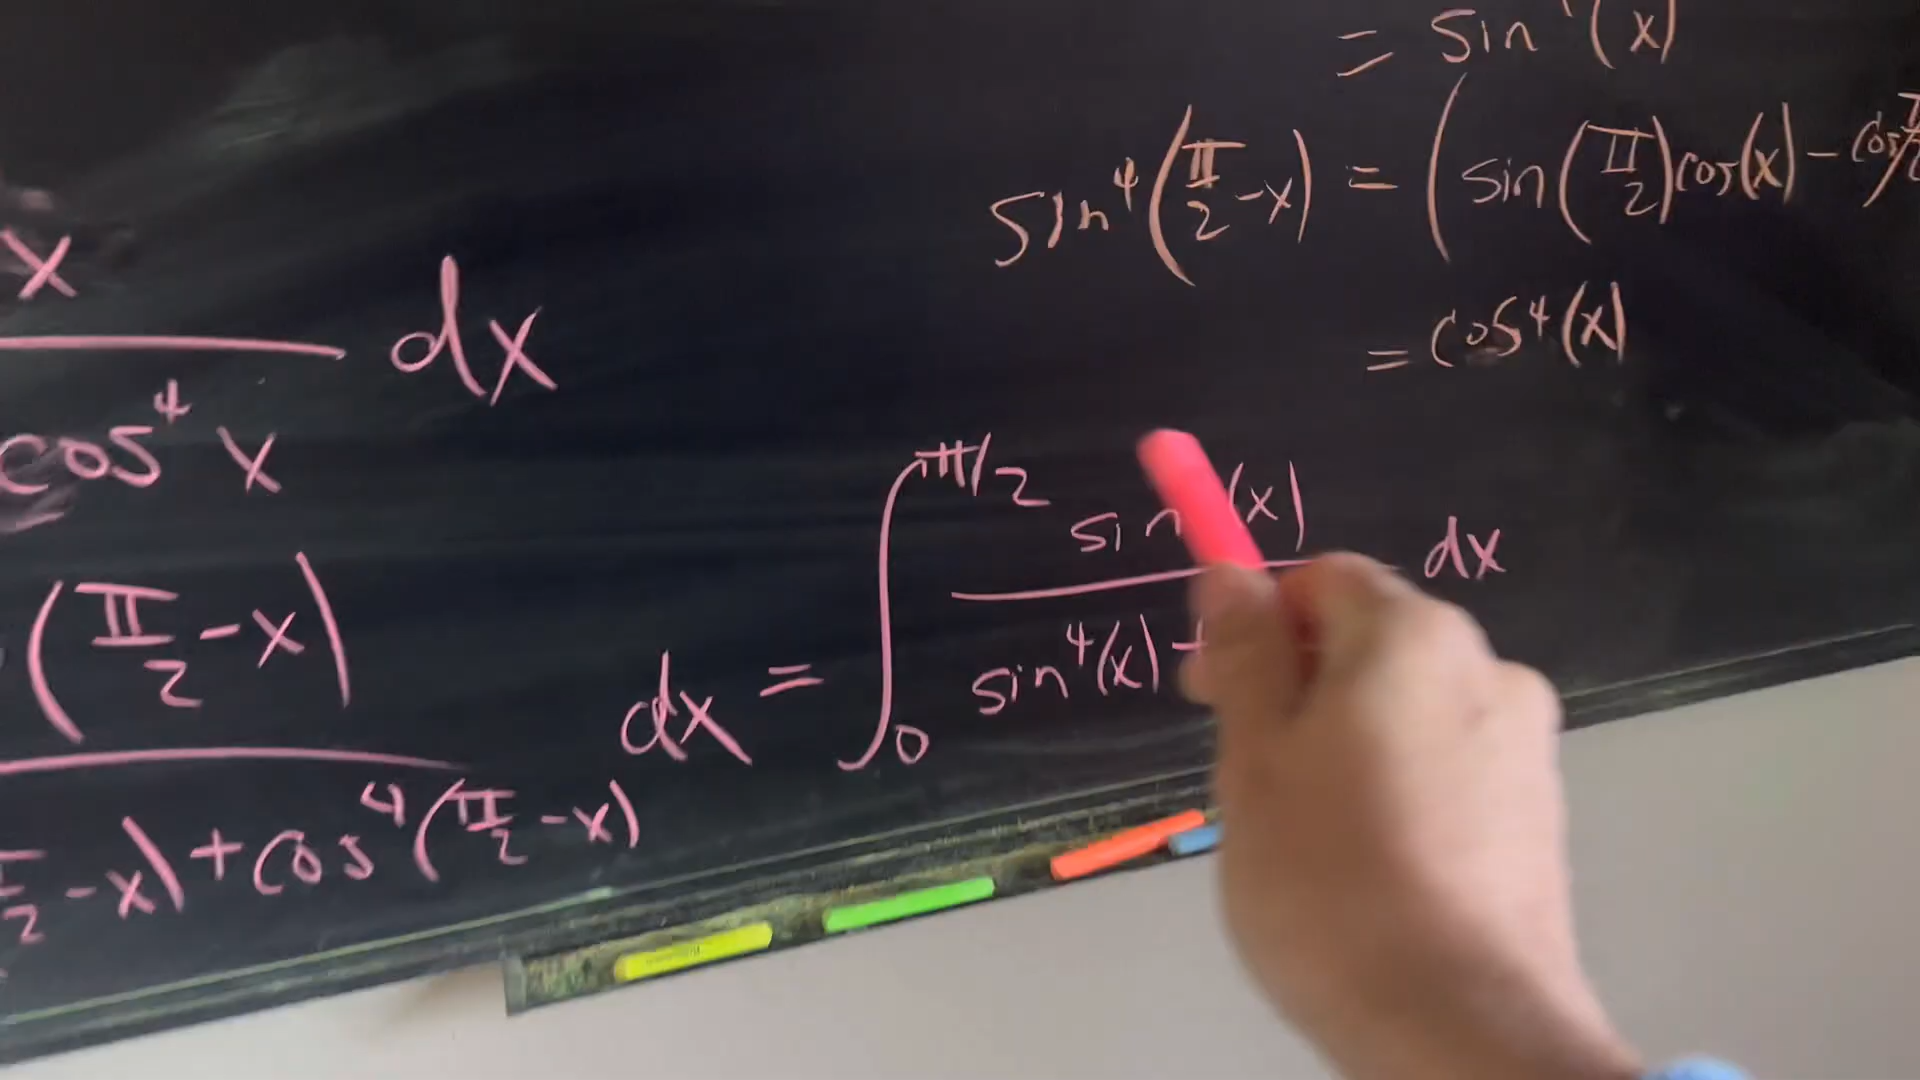 = sin (x)
sin⁴(π/2 - x) = (sin(π/2)cos(x) - cos
= cos⁴(x)
x
dx
cos⁴ x
(π/2 - x)
π/2 - x) + cos⁴(π/2 - x)
dx = ∫₀^π/2
sin (x)
sin⁴(x) +
dx